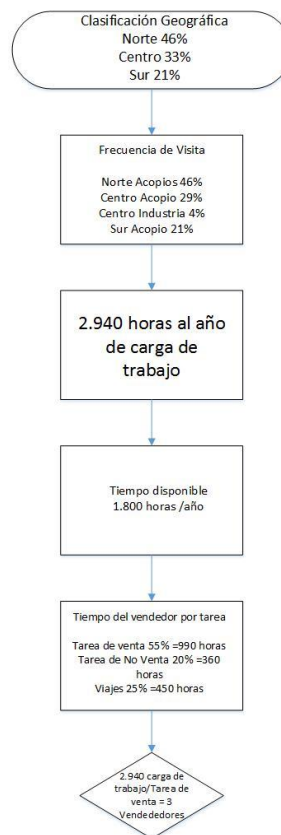 Clasificación Geográfica
Norte 46%
Centro 33%
Sur 21%
Frecuencia de Visita
Norte Acopios 46%
Centro Acopio 29%
Centro Industria 4%
Sur Acopio 21%
2.940 horas al año
de carga de
trabajo
Tiempo disponible
1.800 horas /año
Tiempo del vendedor por tarea
Tarea de venta 55% =990 horas
Tarea de No Venta 20% =360
horas
Viajes 25% =450 horas
2.940 carga de
trabajo/Tarea de
venta = 3
Vendededores